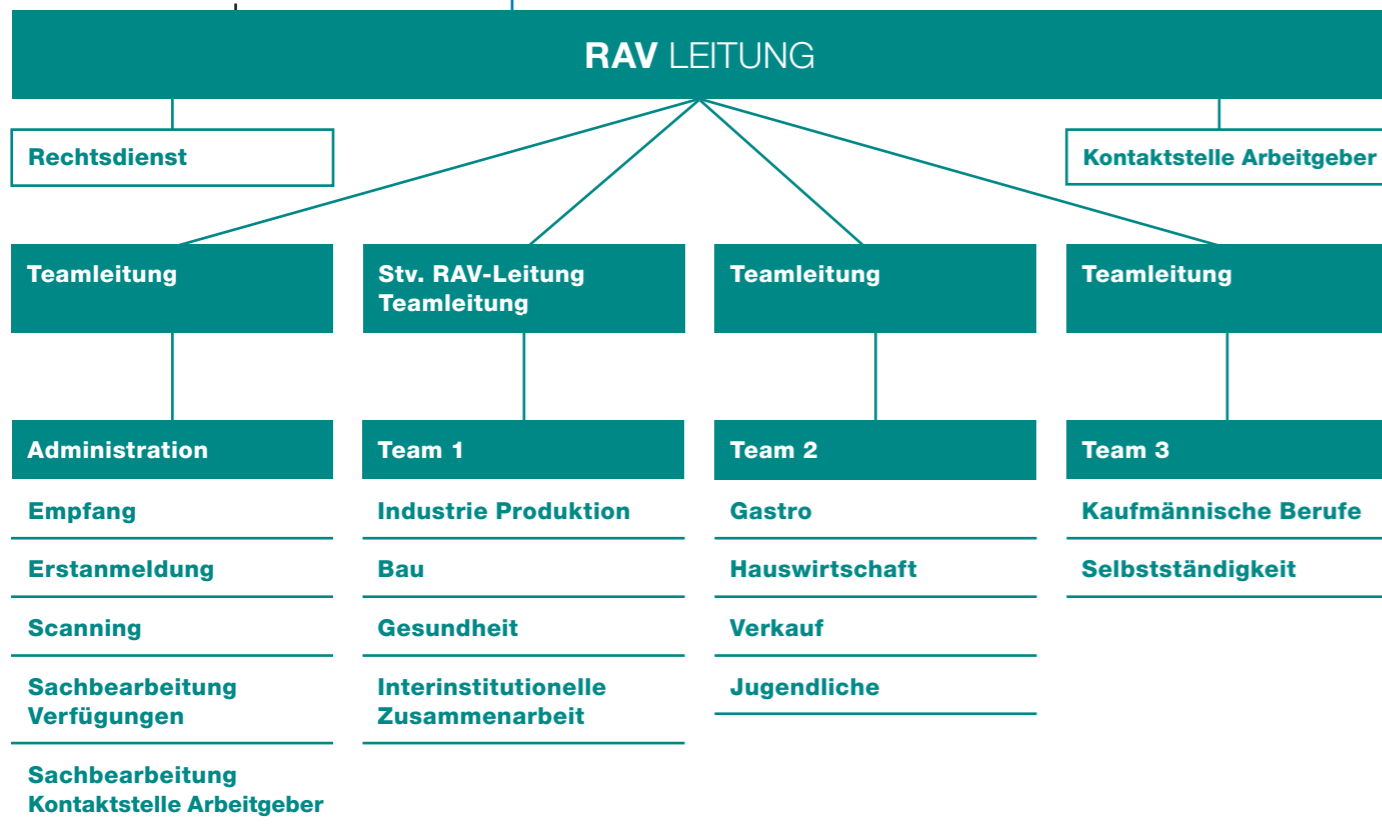 RAV LEITUNG
Rechtsdienst
Kontaktstelle Arbeitgeber
Teamleitung
Stv. RAV-Leitung
Teamleitung
Teamleitung
Teamleitung
Administration
Empfang
Erstanmeldung
Scanning
Sachbearbeitung
Verfügungen
Sachbearbeitung
Kontaktstelle Arbeitgeber
Team 1
Industrie Produktion
Bau
Gesundheit
Interinstitutionelle
Zusammenarbeit
Team 2
Gastro
Hauswirtschaft
Verkauf
Jugendliche
Team 3
Kaufmännische Berufe
Selbstständigkeit